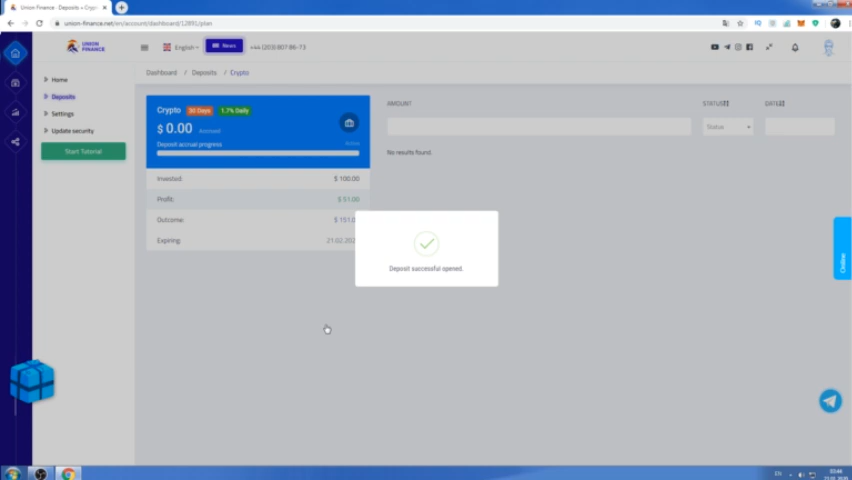 Union Finance - Deposits » Crypt
union-finance.net/en/account/dashboard/12891/plan
UNION FINANCE
English
News
+44 (203) 807 86-73
Home
Deposits
Settings
Update security
Start Tutorial
Dashboard / Deposits / Crypto
Crypto 30 Days 1.7% Daily
$ 0.00 Accrued
Deposit accrual progress
Invested: $ 100.00
Profit: $ 51.00
Outcome: $ 151.0
Expiring: 21.02.202
AMOUNT STATUS DATE
Status
No results found.
Deposit successful opened.
Online
EN